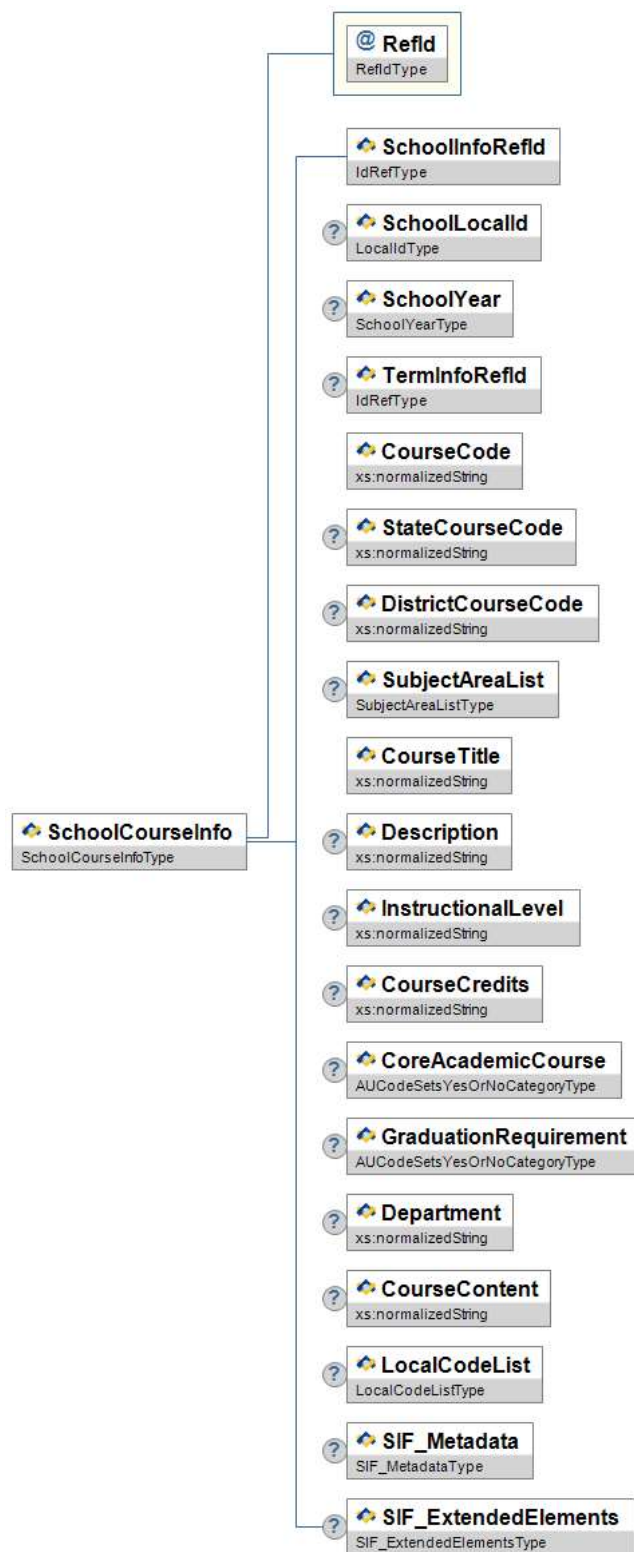 @ RefId
RefIdType
SchoolInfoRefId
IdRefType
? SchoolLocalId
LocalIdType
? SchoolYear
SchoolYearType
? TermInfoRefId
IdRefType
CourseCode
xs:normalizedString
? StateCourseCode
xs:normalizedString
? DistrictCourseCode
xs:normalizedString
? SubjectAreaList
SubjectAreaListType
CourseTitle
xs:normalizedString
SchoolCourseInfo
SchoolCourseInfoType
? Description
xs:normalizedString
? InstructionalLevel
xs:normalizedString
? CourseCredits
xs:normalizedString
? CoreAcademicCourse
AUCodeSetsYesOrNoCategoryType
? GraduationRequirement
AUCodeSetsYesOrNoCategoryType
? Department
xs:normalizedString
? CourseContent
xs:normalizedString
? LocalCodeList
LocalCodeListType
? SIF_Metadata
SIF_MetadataType
? SIF_ExtendedElements
SIF_ExtendedElementsType